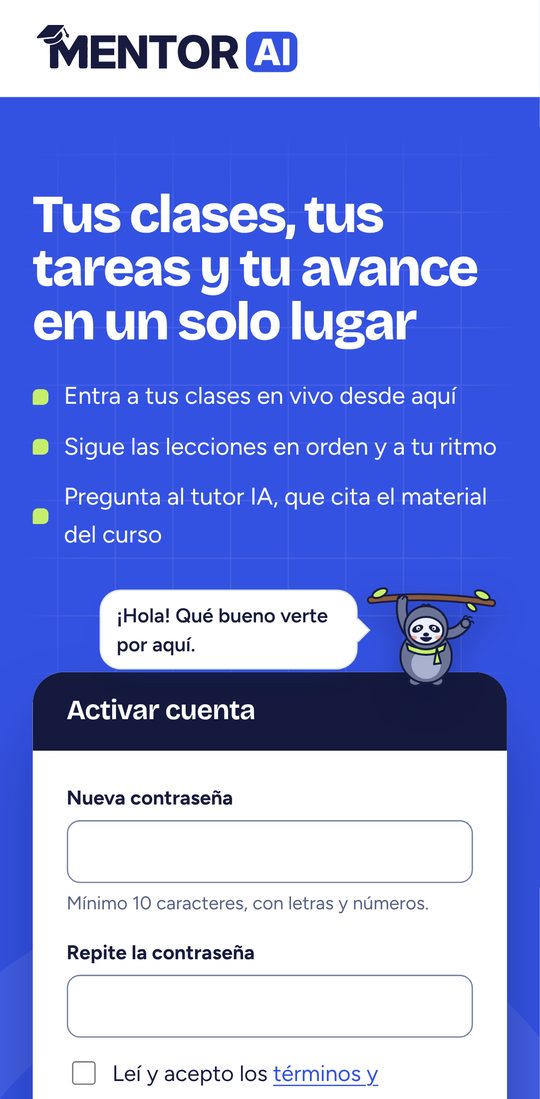 MENTOR AI
Tus clases, tus
tareas y tu avance
en un solo lugar
Entra a tus clases en vivo desde aquí
Sigue las lecciones en orden y a tu ritmo
Pregunta al tutor IA, que cita el material
del curso
¡Hola! Qué bueno verte
por aquí.
Activar cuenta
Nueva contraseña
Mínimo 10 caracteres, con letras y números.
Repite la contraseña
Leí y acepto los términos y